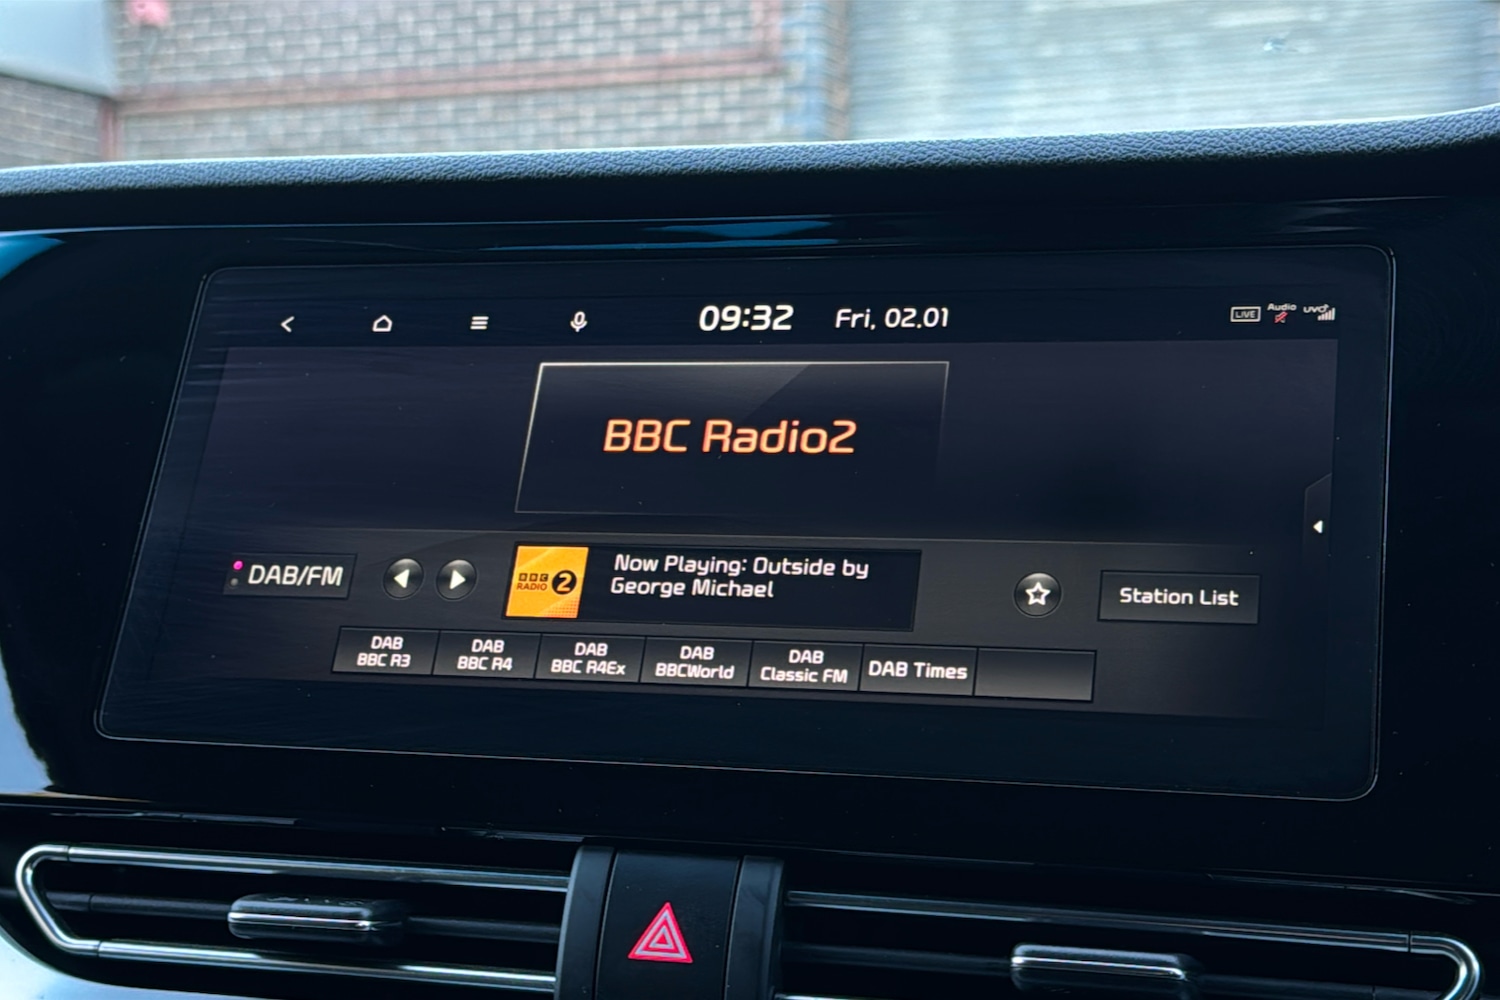 09:32 Fri, 02.01
LIVE Audio UVO
BBC Radio2
DAB/FM
BBC
RADIO 2
Now Playing: Outside by
George Michael
Station List
DAB
BBC R3
DAB
BBC R4
DAB
BBC R4Ex
DAB
BBCWorld
DAB
Classic FM
DAB Times